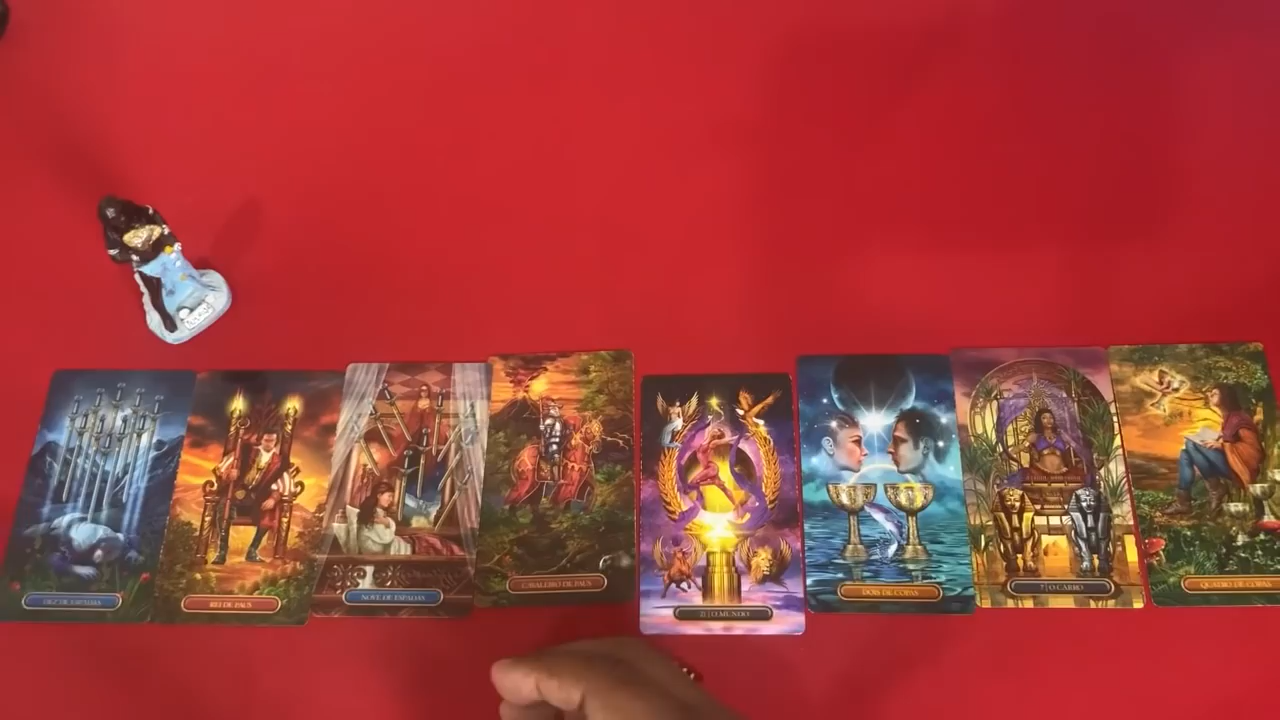 DEZ DE ESPADAS
REI DE PAUS
NOVE DE ESPADAS
CAVALEIRO DE PAUS
21 | O MUNDO
DOIS DE COPAS
7 | O CARRO
QUATRO DE COPAS